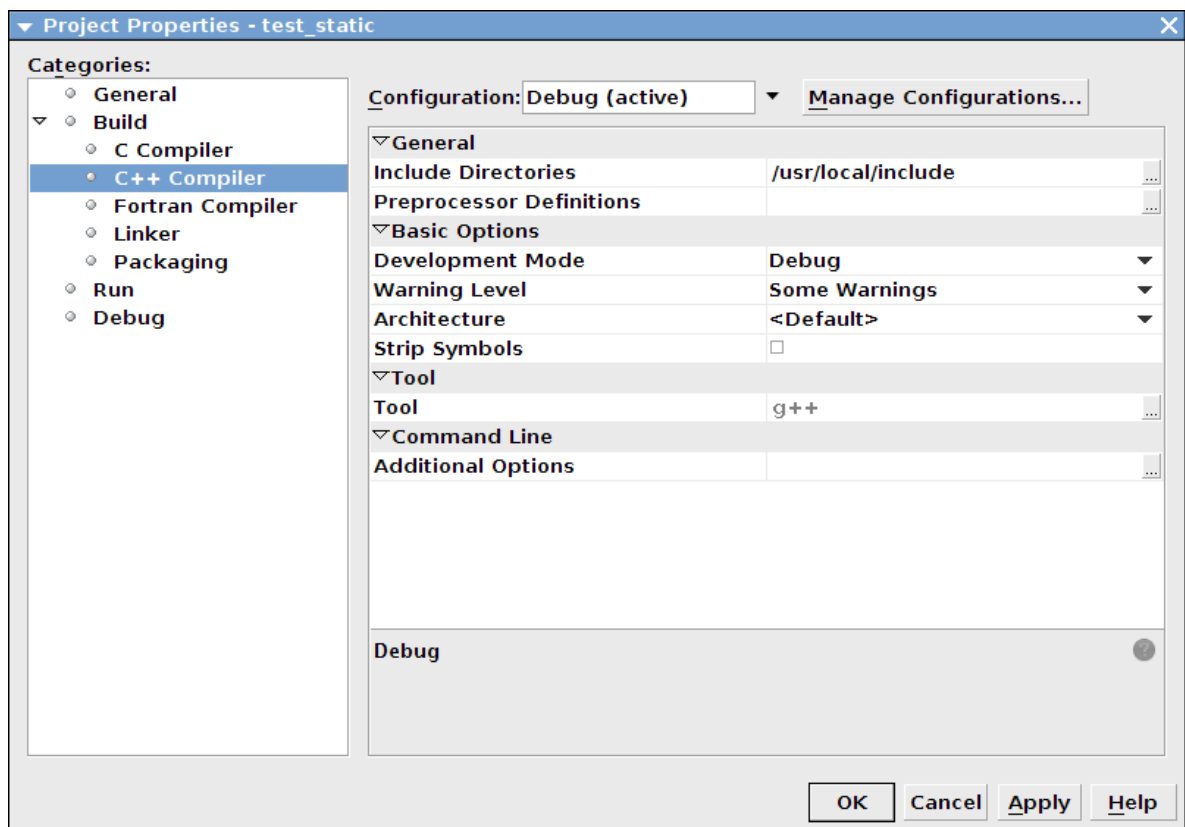 Project Properties - test_static
Categories:
General
Build
C Compiler
C++ Compiler
Fortran Compiler
Linker
Packaging
Run
Debug
Configuration: Debug (active) Manage Configurations...
General
Include Directories /usr/local/include ...
Preprocessor Definitions ...
Basic Options
Development Mode Debug
Warning Level Some Warnings
Architecture <Default>
Strip Symbols
Tool
Tool g++ ...
Command Line
Additional Options ...
Debug ?
OK Cancel Apply Help